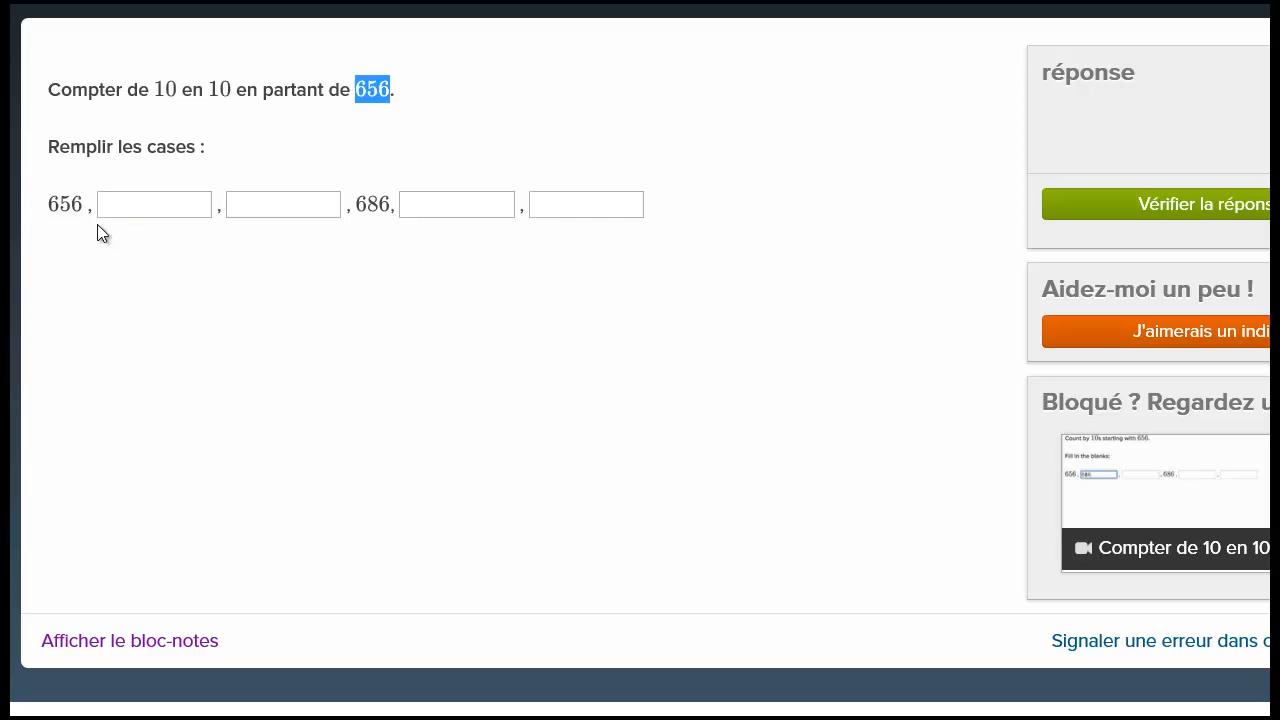 Compter de 10 en 10 en partant de 656.
Remplir les cases :
656 , , , 686, ,
réponse
Vérifier la répons
Aidez-moi un peu !
J'aimerais un indi
Bloqué ? Regardez u
Count by 10s starting with 656.
Fill in the blanks:
656 , , , 686 , ,
Compter de 10 en 10
Afficher le bloc-notes
Signaler une erreur dans c